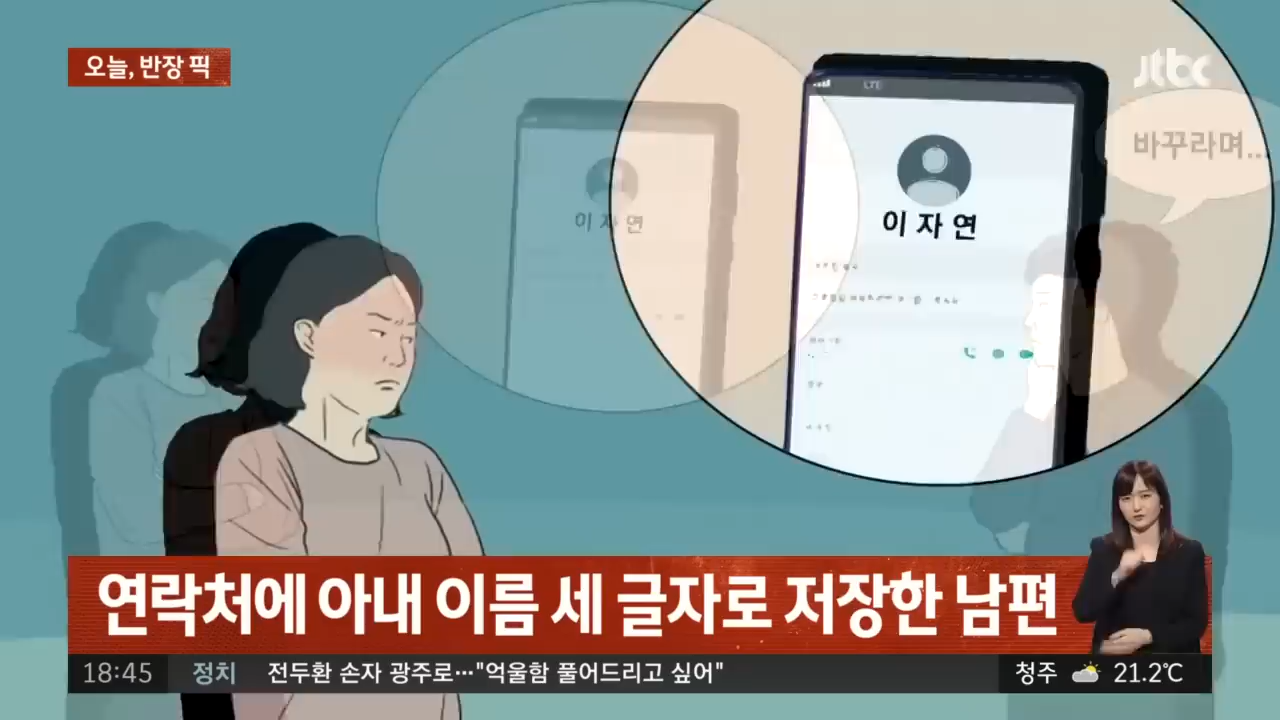 오늘, 반장 픽
jtbc
LTE
바꾸라며...
이 자 연
이 자 연
연락처에 아내 이름 세 글자로 저장한 남편
18:45 정치 전두환 손자 광주로…"억울함 풀어드리고 싶어" 청주 21.2℃